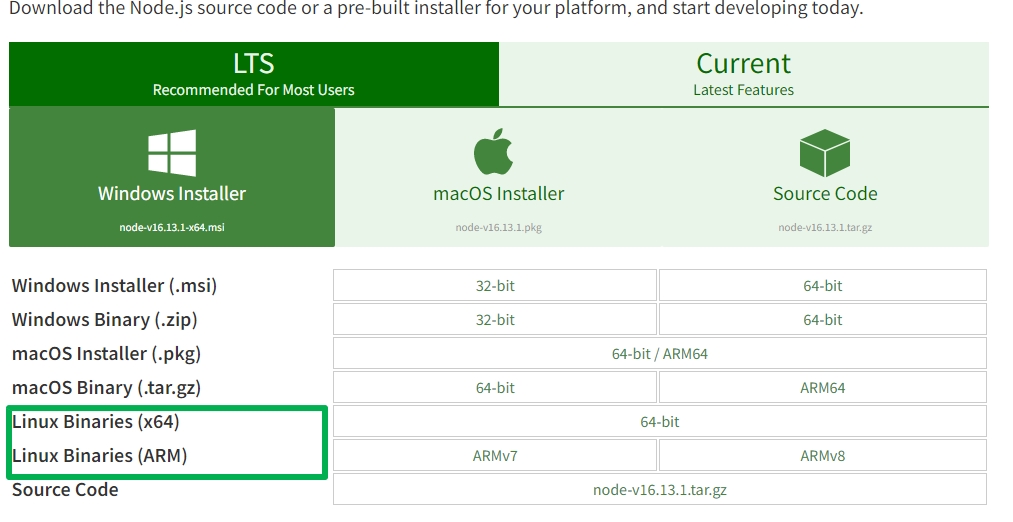 Download the Node.js source code or a pre-built installer for your platform, and start developing today.
LTS
Recommended For Most Users
Current
Latest Features
Windows Installer
node-v16.13.1-x64.msi
macOS Installer
node-v16.13.1.pkg
Source Code
node-v16.13.1.tar.gz
Windows Installer (.msi) 32-bit 64-bit
Windows Binary (.zip) 32-bit 64-bit
macOS Installer (.pkg) 64-bit / ARM64
macOS Binary (.tar.gz) 64-bit ARM64
Linux Binaries (x64) 64-bit
Linux Binaries (ARM) ARMv7 ARMv8
Source Code node-v16.13.1.tar.gz